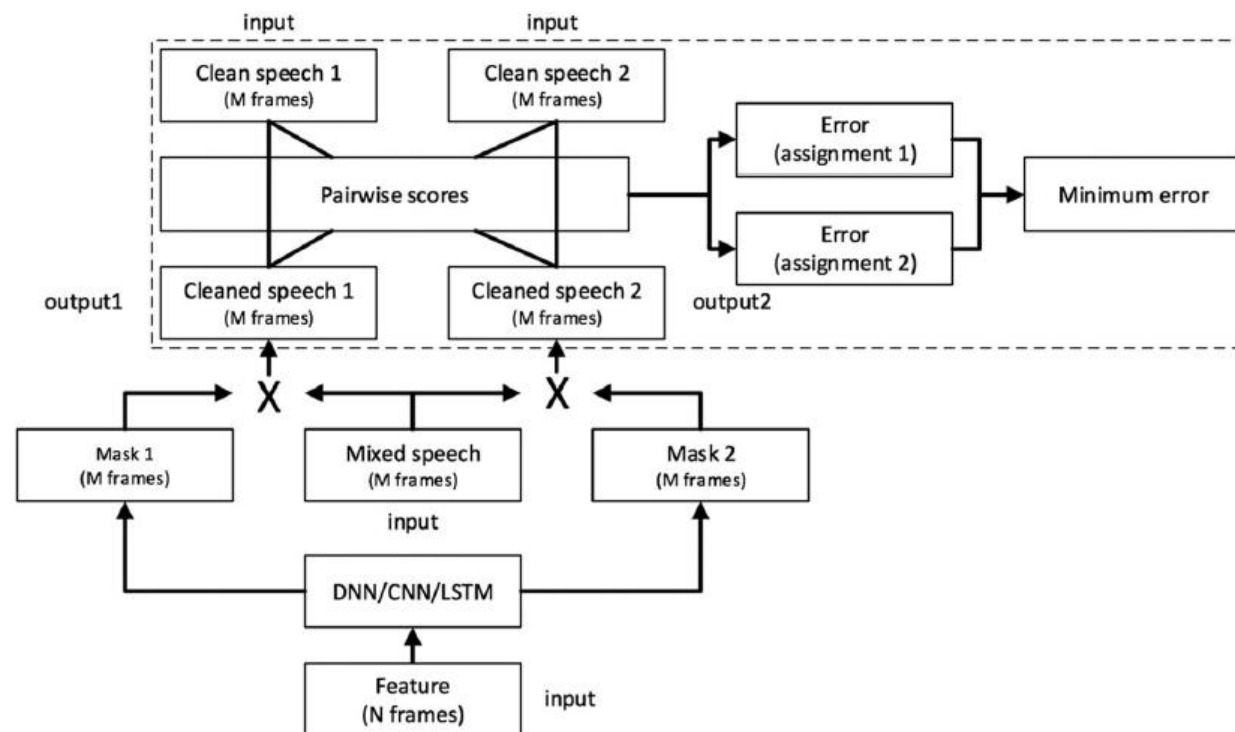 input
input
Clean speech 1
(M frames)
Clean speech 2
(M frames)
Error
(assignment 1)
Pairwise scores
Minimum error
Error
(assignment 2)
output1
Cleaned speech 1
(M frames)
Cleaned speech 2
(M frames)
output2
X
X
Mask 1
(M frames)
Mixed speech
(M frames)
Mask 2
(M frames)
input
DNN/CNN/LSTM
Feature
(N frames)
input